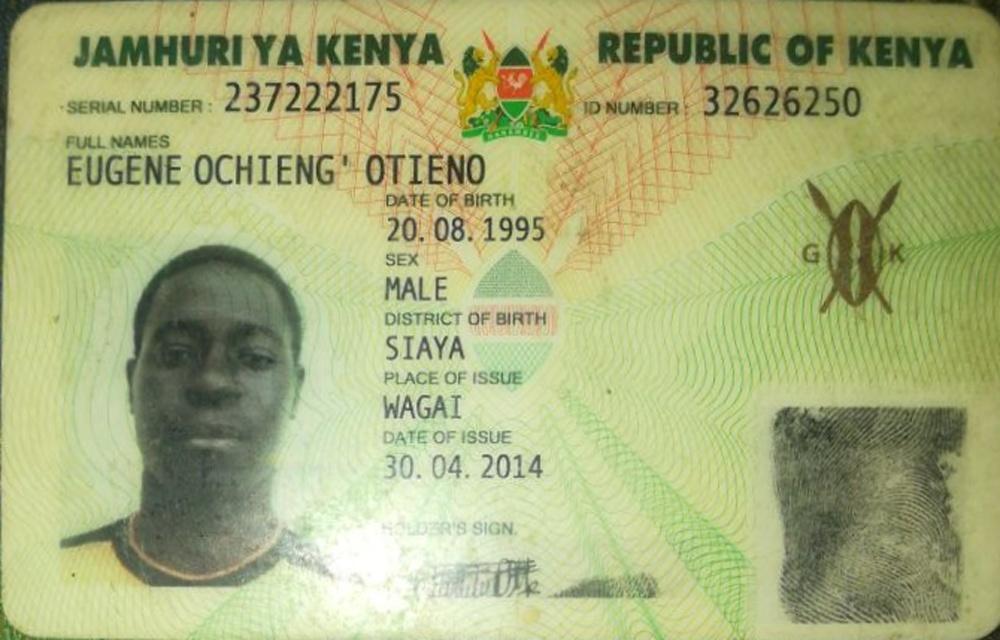 JAMHURI YA KENYA REPUBLIC OF KENYA
SERIAL NUMBER : 237222175 ID NUMBER : 32626250
FULL NAMES
EUGENE OCHIENG' OTIENO
DATE OF BIRTH
20. 08. 1995
SEX
MALE
G K
DISTRICT OF BIRTH
SIAYA
PLACE OF ISSUE
WAGAI
DATE OF ISSUE
30. 04. 2014
HOLDER'S SIGN.